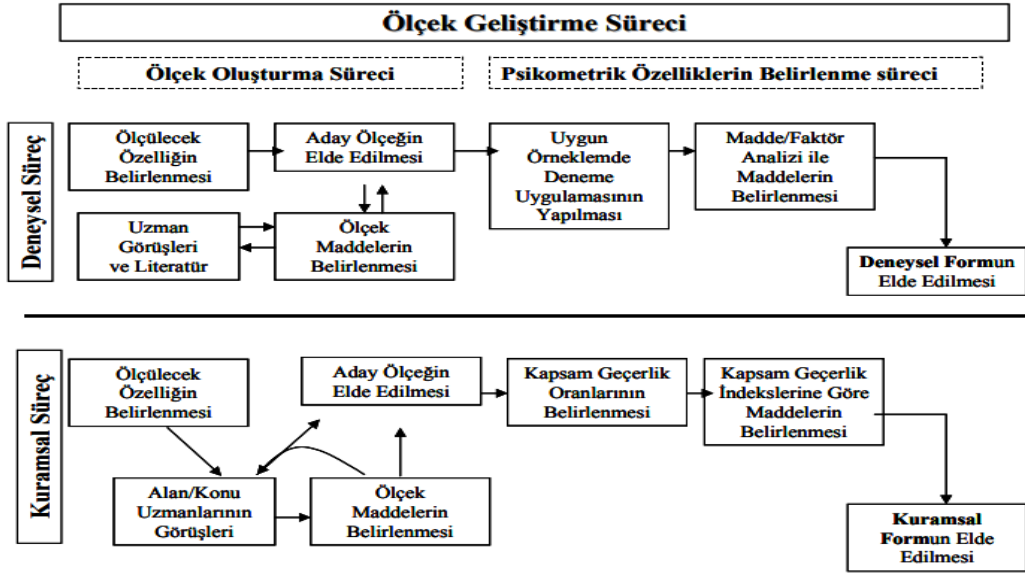 Ölçek Geliştirme Süreci
Ölçek Oluşturma Süreci
Psikometrik Özelliklerin Belirlenme süreci
Deneysel Süreç
Ölçülecek
Özelliğin
Belirlenmesi
Aday Ölçeğin
Elde Edilmesi
Uygun
Örneklemde
Deneme
Uygulamasının
Yapılması
Madde/Faktör
Analizi ile
Maddelerin
Belirlenmesi
Uzman
Görüşleri
ve Literatür
Ölçek
Maddelerin
Belirlenmesi
Deneysel Formun
Elde Edilmesi
Kuramsal Süreç
Ölçülecek
Özelliğin
Belirlenmesi
Aday Ölçeğin
Elde Edilmesi
Kapsam Geçerlik
Oranlarının
Belirlenmesi
Kapsam Geçerlik
İndekslerine Göre
Maddelerin
Belirlenmesi
Alan/Konu
Uzmanlarının
Görüşleri
Ölçek
Maddelerin
Belirlenmesi
Kuramsal
Formun Elde
Edilmesi